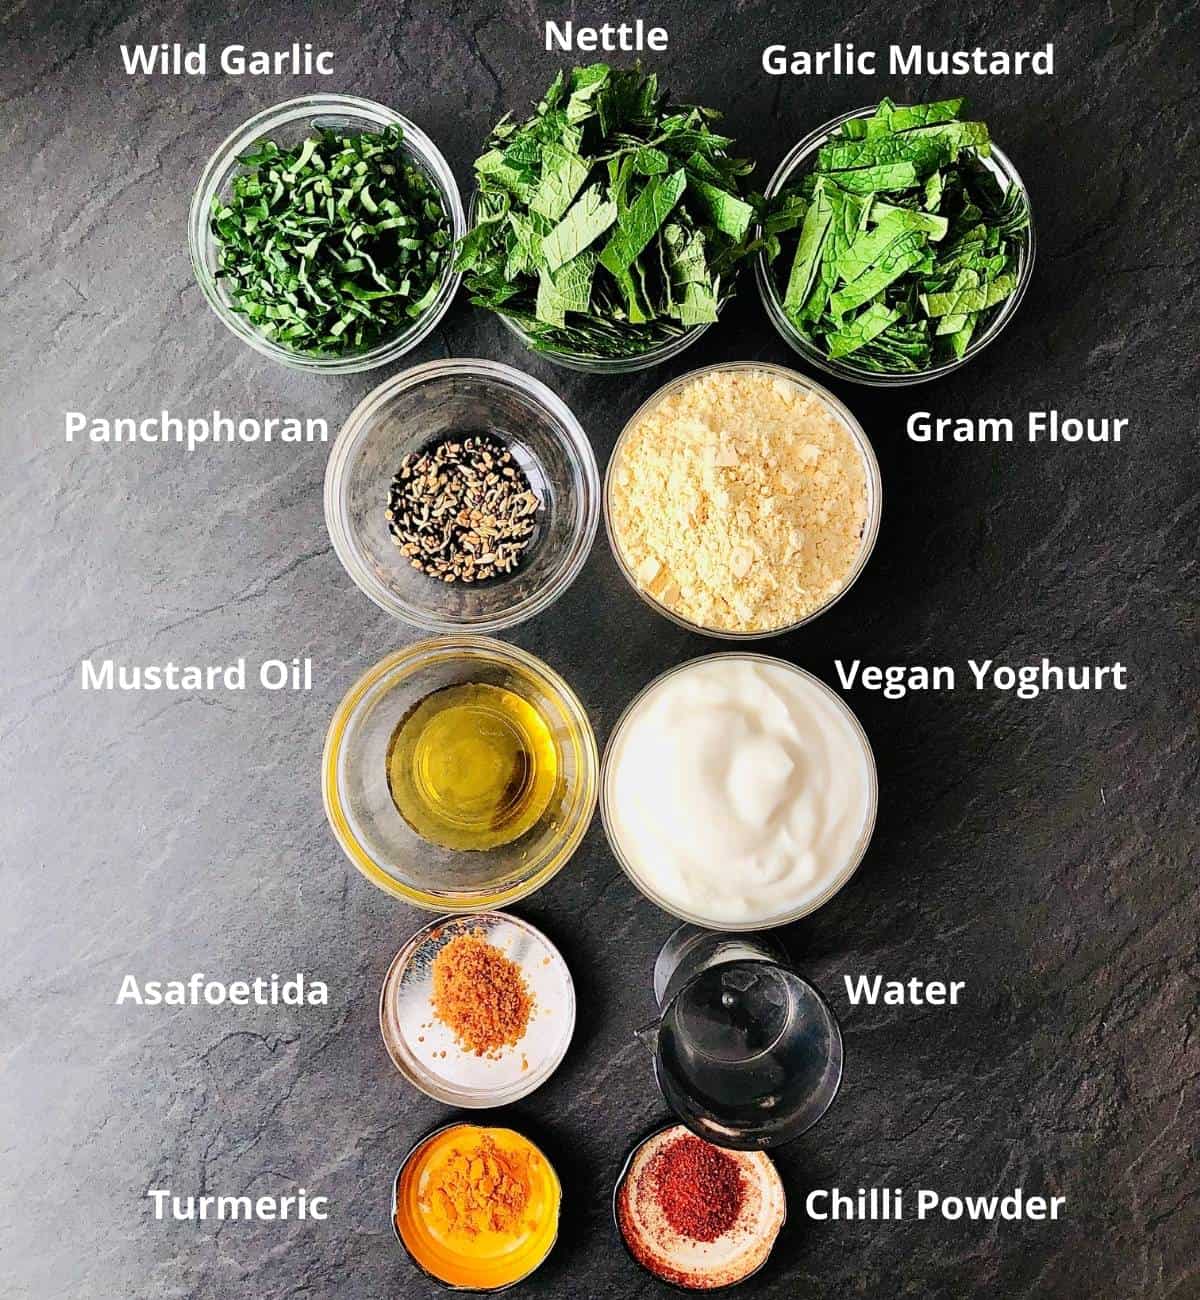 Wild Garlic
Nettle
Garlic Mustard
Panchphoran
Gram Flour
Mustard Oil
Vegan Yoghurt
Asafoetida
Water
Turmeric
Chilli Powder